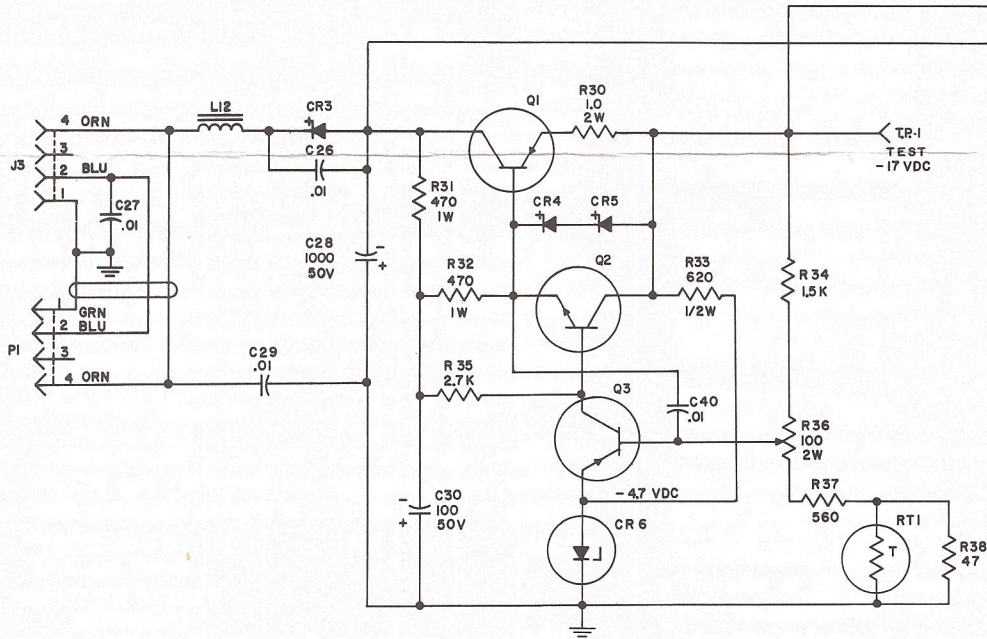 Q1
R30
1.0
2W
L12
CR3
4 ORN
C26
.01
T.P.-1
TEST
-17 VDC
J3
3
2
BLU
1
C27
.01
R31
470
1W
CR4
CR5
C28
1000
50V
-
+
Q2
R32
470
1W
R33
620
1/2W
R34
1.5K
1
GRN
2
BLU
P1
3
4 ORN
C29
.01
R35
2.7K
Q3
C40
.01
R36
100
2W
-4.7 VDC
R37
560
-
+
C30
100
50V
CR6
RT1
T
R38
47